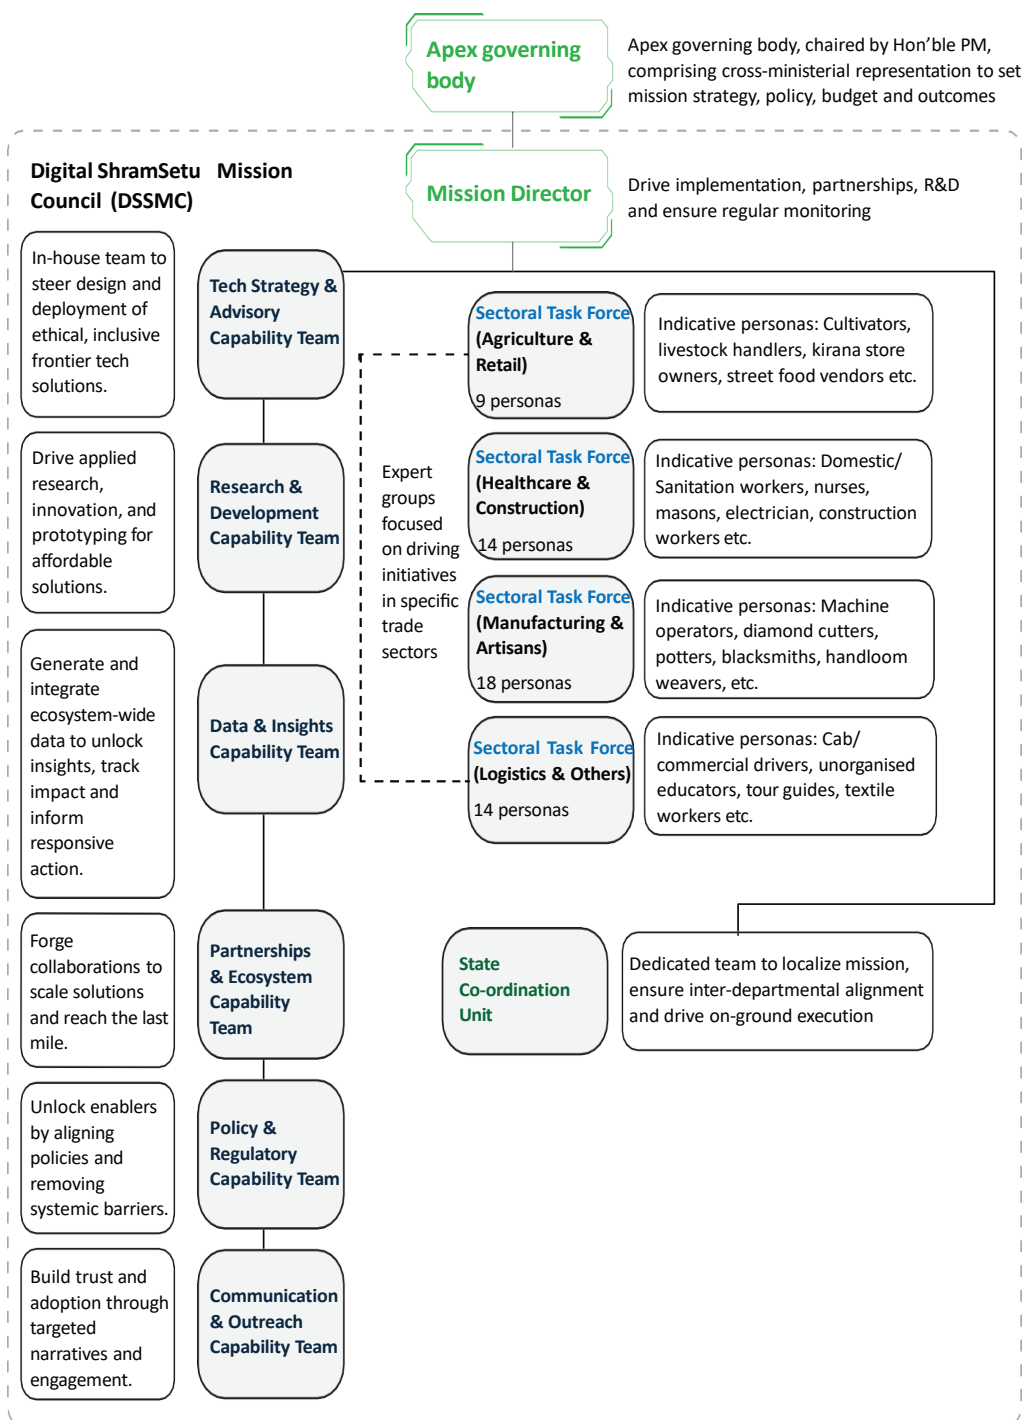 Apex governing
body
Apex governing body, chaired by Hon’ble PM,
comprising cross-ministerial representation to set
mission strategy, policy, budget and outcomes
Digital ShramSetu Mission
Council (DSSMC)
Mission Director
Drive implementation, partnerships, R&D
and ensure regular monitoring
In-house team to
steer design and
deployment of
ethical, inclusive
frontier tech
solutions.
Tech Strategy &
Advisory
Capability Team
Drive applied
research,
innovation, and
prototyping for
affordable
solutions.
Research &
Development
Capability Team
Generate and
integrate
ecosystem-wide
data to unlock
insights, track
impact and
inform
responsive
action.
Data & Insights
Capability Team
Forge
collaborations to
scale solutions
and reach the last
mile.
Partnerships
& Ecosystem
Capability
Team
Unlock enablers
by aligning
policies and
removing
systemic barriers.
Policy &
Regulatory
Capability Team
Build trust and
adoption through
targeted
narratives and
engagement.
Communication
& Outreach
Capability Team
Expert
groups
focused
on driving
initiatives
in specific
trade
sectors
Sectoral Task Force
(Agriculture &
Retail)
9 personas
Indicative personas: Cultivators,
livestock handlers, kirana store
owners, street food vendors etc.
Sectoral Task Force
(Healthcare &
Construction)
14 personas
Indicative personas: Domestic/
Sanitation workers, nurses,
masons, electrician, construction
workers etc.
Sectoral Task Force
(Manufacturing &
Artisans)
18 personas
Indicative personas: Machine
operators, diamond cutters,
potters, blacksmiths, handloom
weavers, etc.
Sectoral Task Force
(Logistics & Others)
14 personas
Indicative personas: Cab/
commercial drivers, unorganised
educators, tour guides, textile
workers etc.
State
Co-ordination
Unit
Dedicated team to localize mission,
ensure inter-departmental alignment
and drive on-ground execution